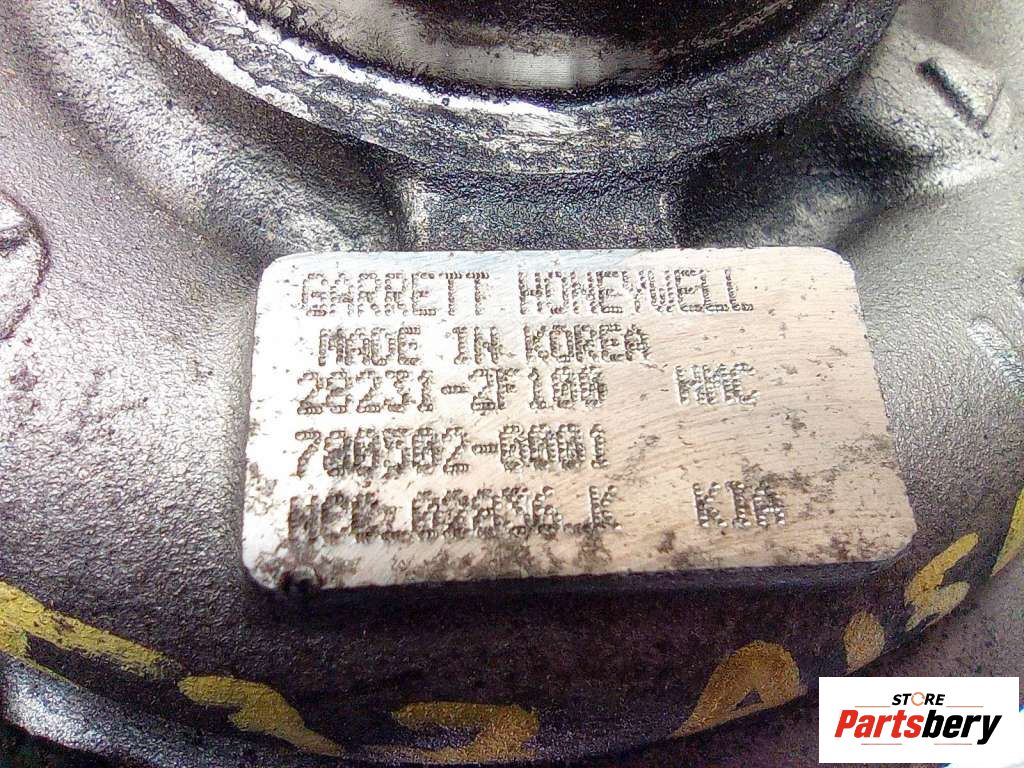 GARRETT HONEYWELL
MADE IN KOREA
28231-2F100 HMC
780502-0001
KIA
STORE
Partsbery